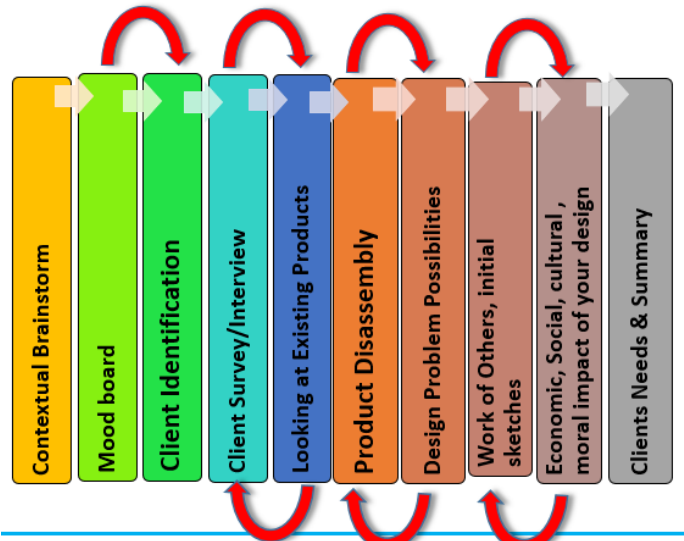 Contextual Brainstorm
Mood board
Client Identification
Client Survey/Interview
Looking at Existing Products
Product Disassembly
Design Problem Possibilities
Work of Others, initial
sketches
Economic, Social, cultural ,
moral impact of your design
Clients Needs & Summary